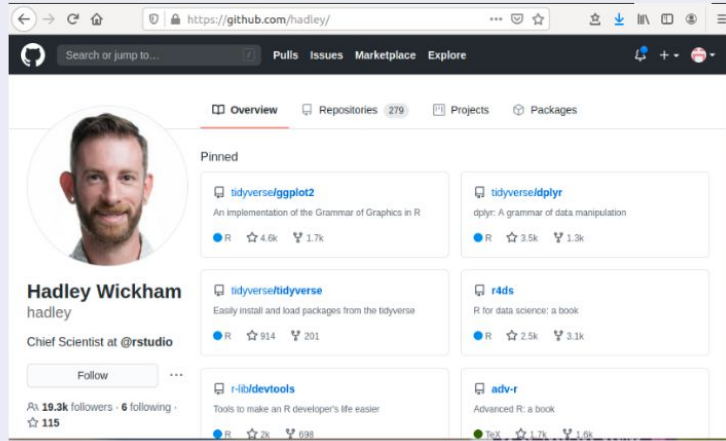 https://github.com/hadley/
Search or jump to...
/
Pulls Issues Marketplace Explore
Overview Repositories 279 Projects Packages
Pinned
tidyverse/ggplot2
An implementation of the Grammar of Graphics in R
R 4.6k 1.7k
tidyverse/dplyr
dplyr: A grammar of data manipulation
R 3.5k 1.3k
tidyverse/tidyverse
Easily install and load packages from the tidyverse
R 914 201
r4ds
R for data science: a book
R 2.5k 3.1k
r-lib/devtools
Tools to make an R developer's life easier
R 2k 698
adv-r
Advanced R: a book
TeX 1.7k 1.6k
Hadley Wickham
hadley
Chief Scientist at @rstudio
Follow ...
19.3k followers · 6 following ·
115